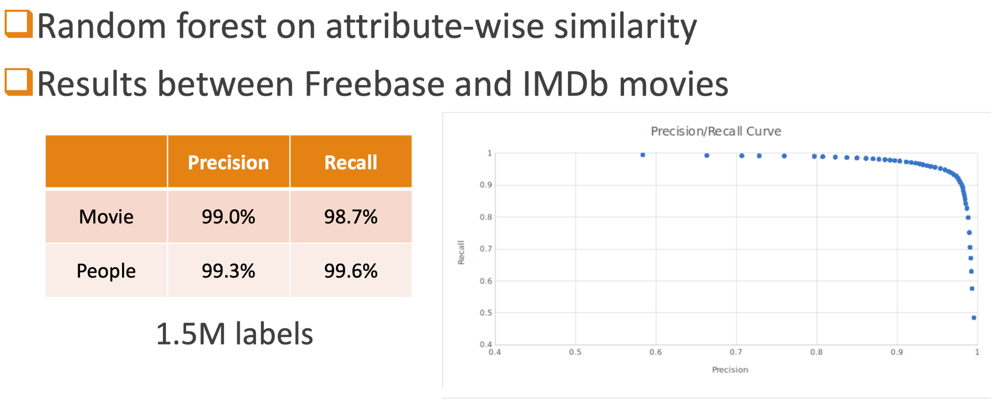 Random forest on attribute-wise similarity
Results between Freebase and IMDb movies
Precision Recall
Movie 99.0% 98.7%
People 99.3% 99.6%
1.5M labels
Precision/Recall Curve
1
0.9
0.8
0.7
0.6
0.5
0.4
Recall
0.4 0.5 0.6 0.7 0.8 0.9 1
Precision